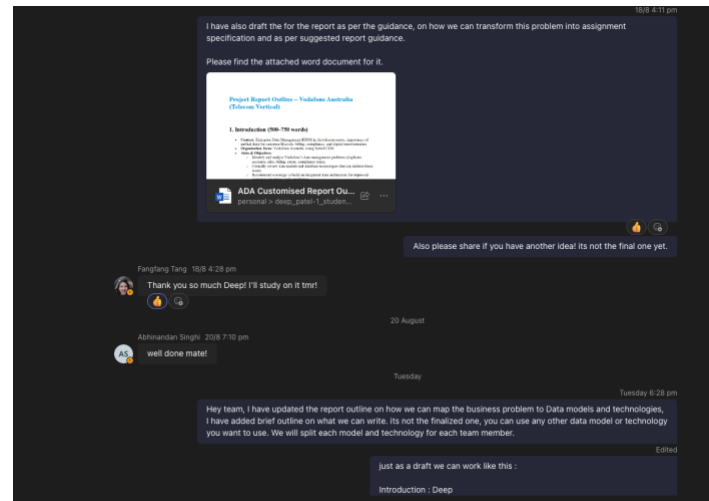 18/8 4:11 pm
I have also draft the for the report as per the guidance, on how we can transform this problem into assignment
specification and as per suggested report guidance.
Please find the attached word document for it.
Project Report Outline – Vodafone Australia
(Telecom Vertical)
1. Introduction (500-750 words)
ADA Customised Report Ou...
personal > deep_patel-1_studen...
Also please share if you have another idea! its not the final one yet.
Fangfang Tang 18/8 4:28 pm
Thank you so much Deep! I'll study on it tmr!
20 August
Abhinandan Singhi 20/8 7:10 pm
AS
well done mate!
Tuesday
Tuesday 6:28 pm
Hey team, I have updated the report outline on how we can map the business problem to Data models and technologies,
I have added brief outline on what we can write. its not the finalized one, you can use any other data model or technology
you want to use. We will split each model and technology for each team member.
Edited
just as a draft we can work like this :
Introduction : Deep